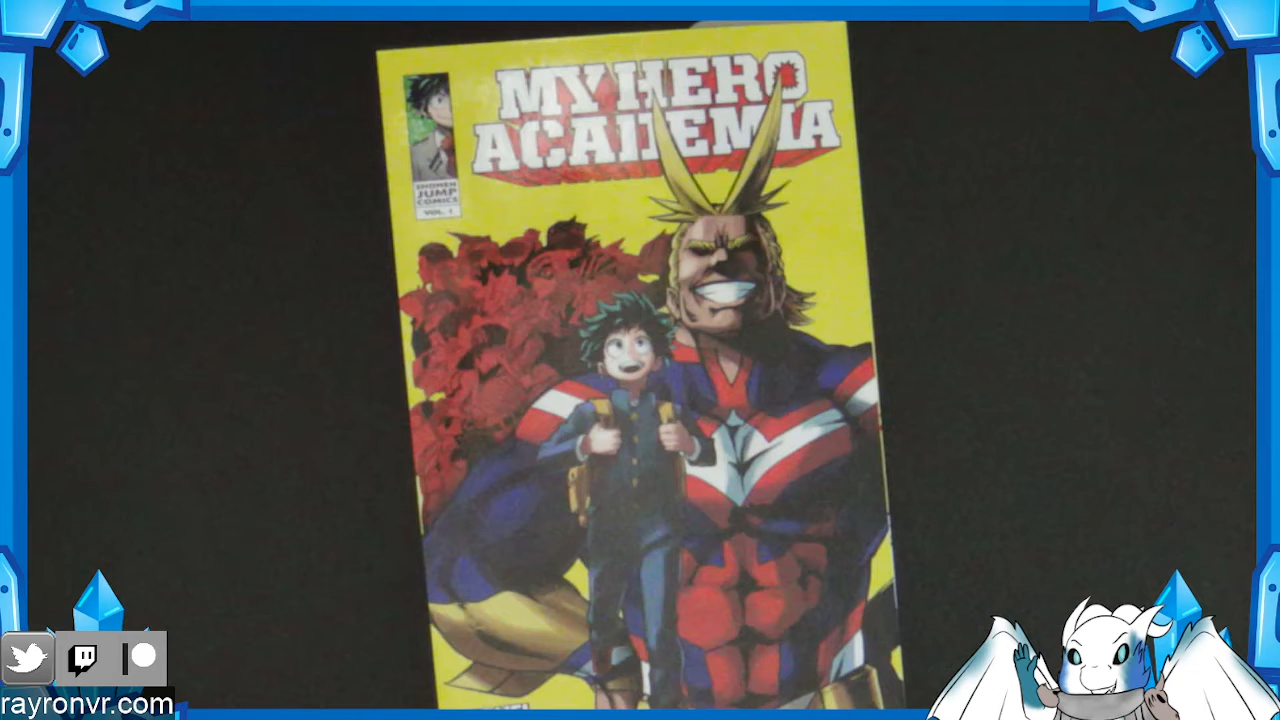 MY HERO
ACADEMIA
SHONEN
JUMP
COMICS
VOL. 1
rayronvr.com